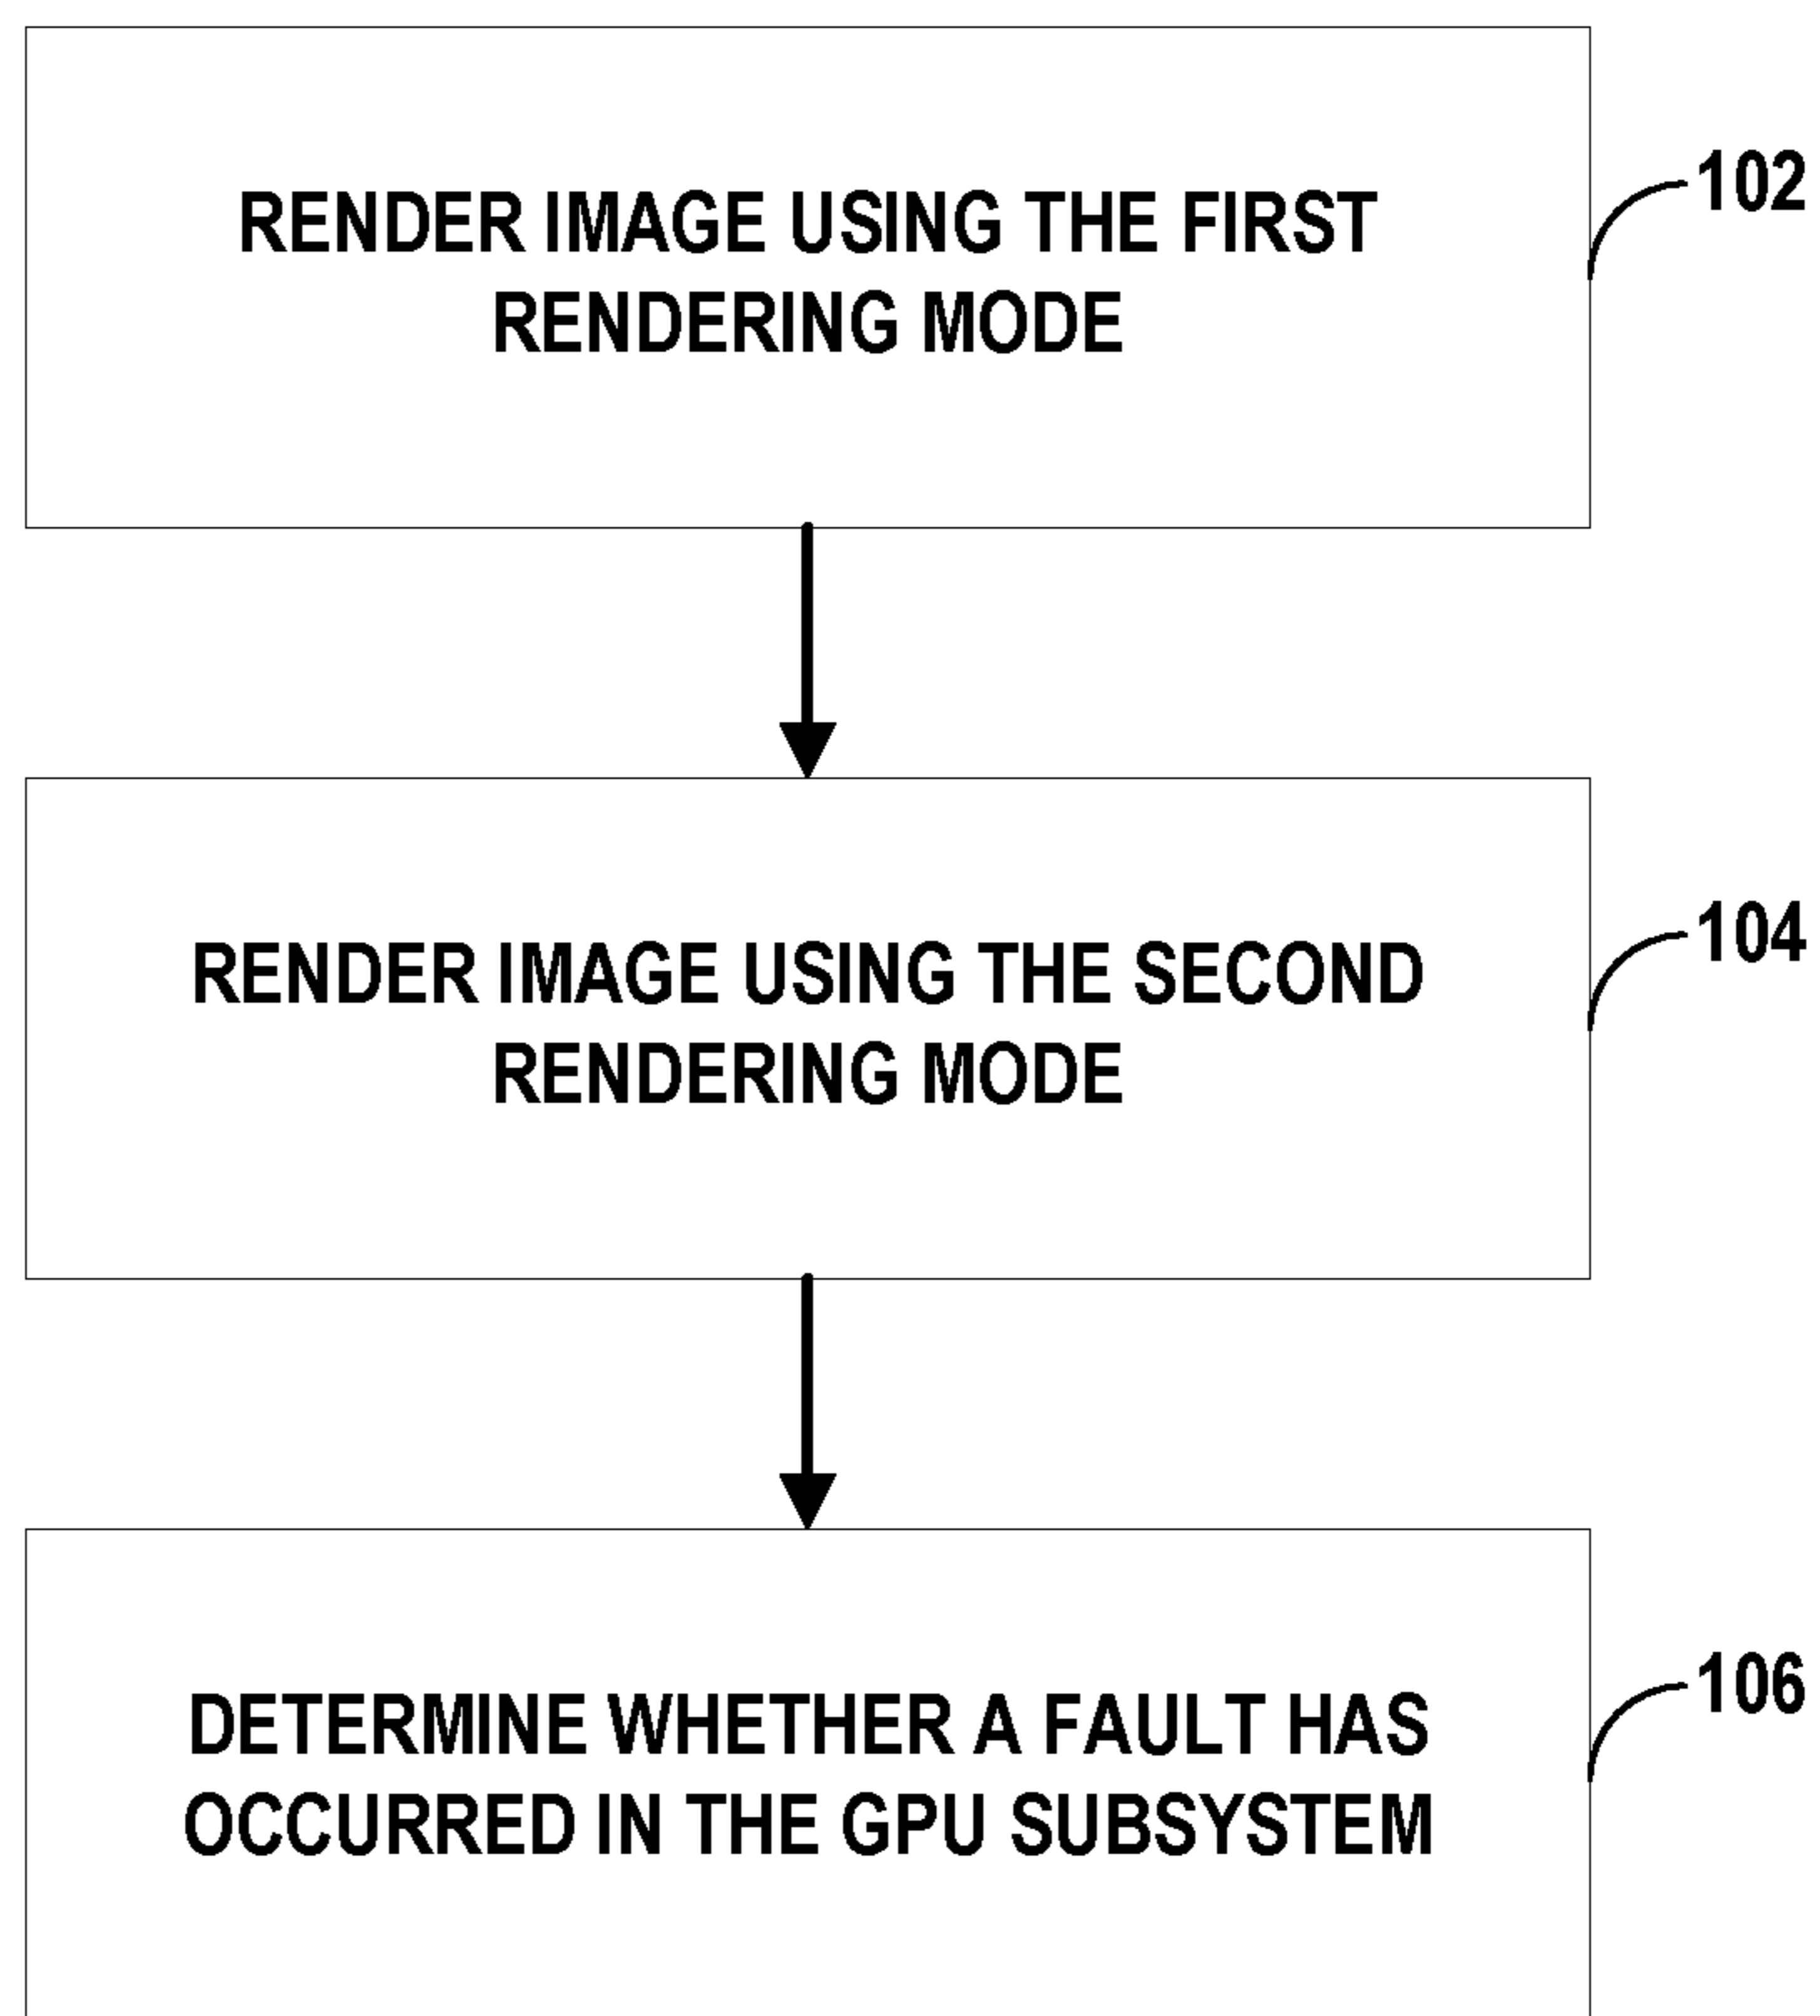 RENDER IMAGE USING THE FIRST
RENDERING MODE
102
RENDER IMAGE USING THE SECOND
RENDERING MODE
104
DETERMINE WHETHER A FAULT HAS
OCCURRED IN THE GPU SUBSYSTEM
106